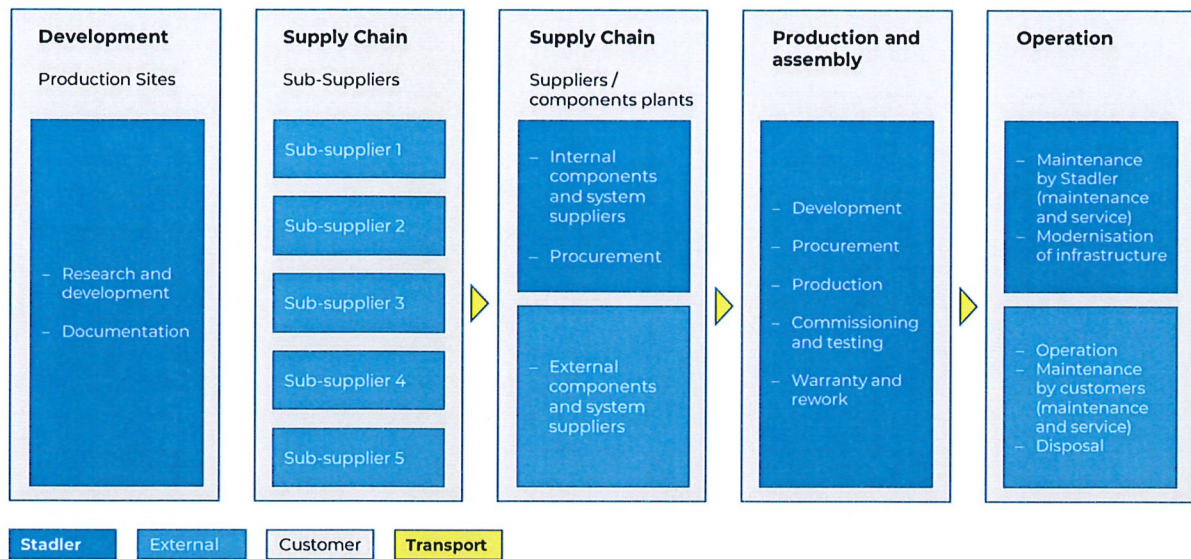 Development
Production Sites
– Research and
development
– Documentation
Supply Chain
Sub-Suppliers
Sub-supplier 1
Sub-supplier 2
Sub-supplier 3
Sub-supplier 4
Sub-supplier 5
Supply Chain
Suppliers /
components plants
– Internal
components
and system
suppliers
– Procurement
– External
components
and system
suppliers
Production and
assembly
– Development
– Procurement
– Production
– Commissioning
and testing
– Warranty and
rework
Operation
– Maintenance
by Stadler
(maintenance
and service)
– Modernisation
of infrastructure
– Operation
– Maintenance
by customers
(maintenance
and service)
– Disposal
Stadler
External
Customer
Transport